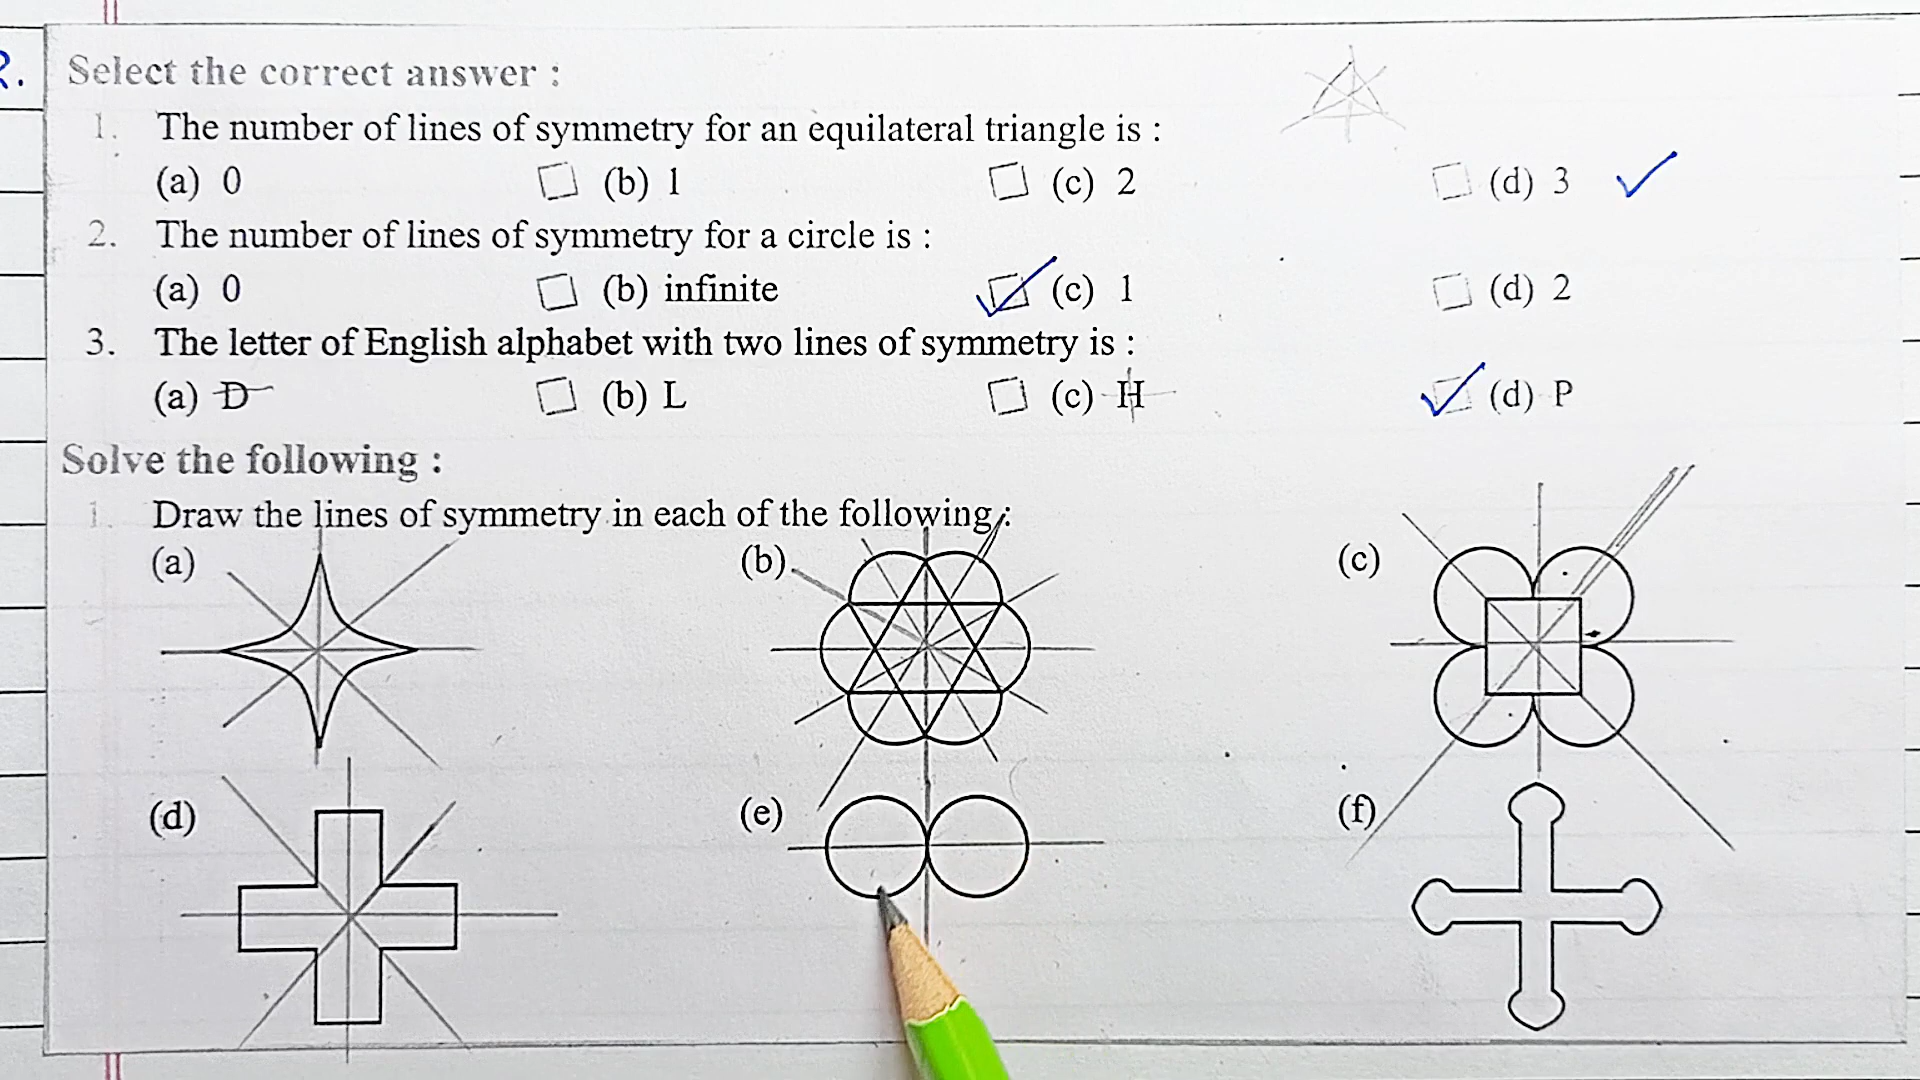 2.
Select the correct answer :
1. The number of lines of symmetry for an equilateral triangle is :
(a) 0 (b) 1 (c) 2 (d) 3
2. The number of lines of symmetry for a circle is :
(a) 0 (b) infinite (c) 1 (d) 2
3. The letter of English alphabet with two lines of symmetry is :
(a) D (b) L (c) H (d) P
Solve the following :
1. Draw the lines of symmetry in each of the following :
(a) (b) (c)
(d) (e) (f)